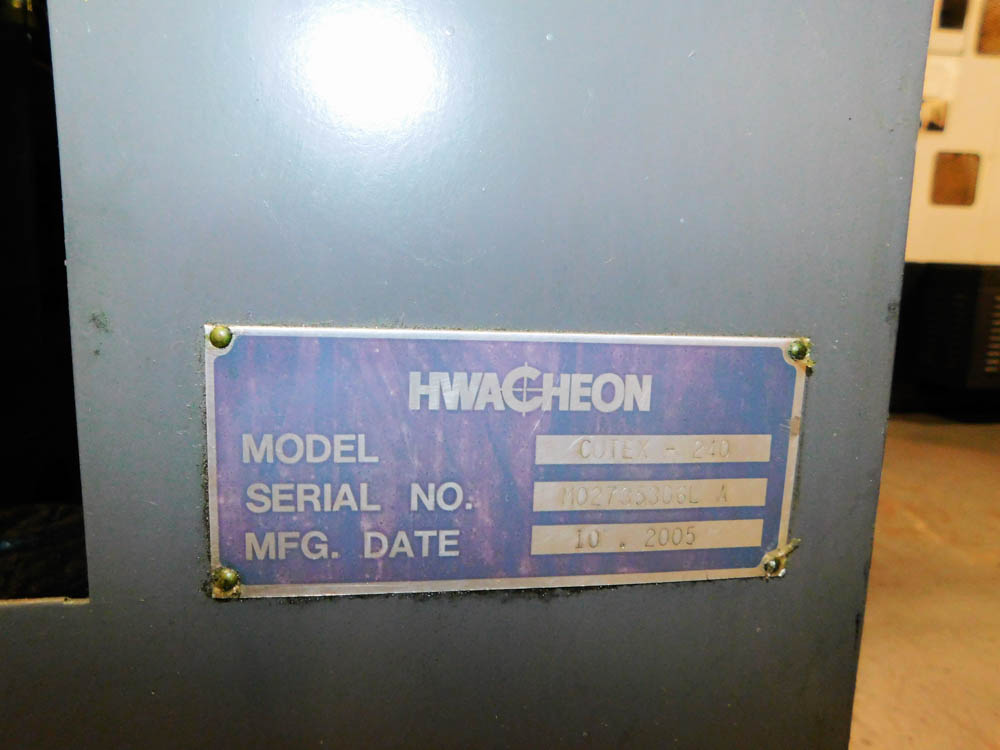 HWACHEON
MODEL CUTEX - 240
SERIAL NO. A
MFG. DATE 10 . 2005